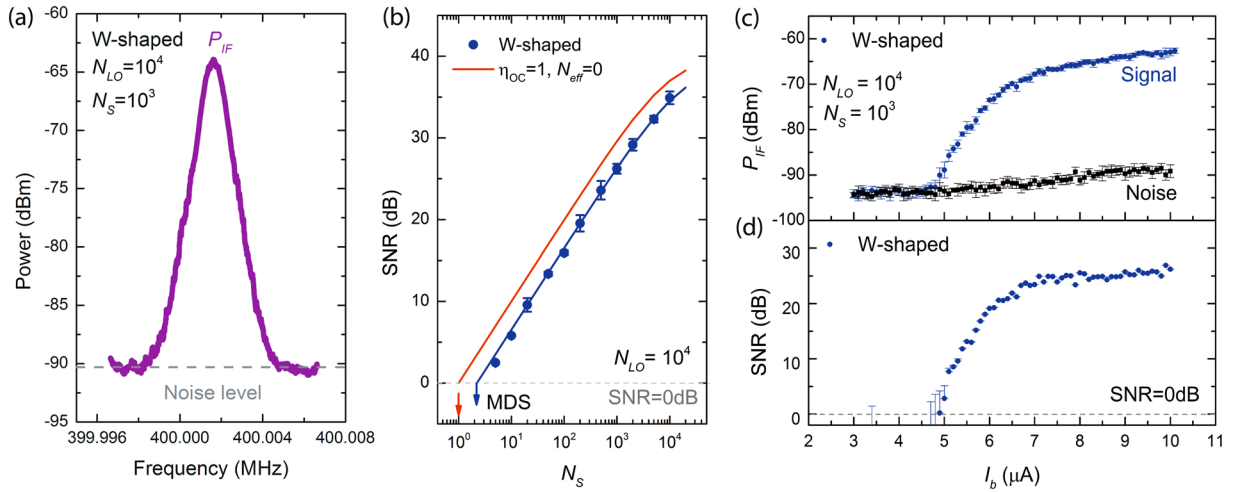 (a)
W-shaped
P_IF
N_LO=10^4
N_S=10^3
Noise level
-60
-65
-70
-75
-80
-85
-90
-95
399.996
400.000
400.004
400.008
Power (dBm)
Frequency (MHz)
(b)
W-shaped
η_OC=1, N_eff=0
N_LO= 10^4
MDS
SNR=0dB
40
30
20
10
0
10^0
10^1
10^2
10^3
10^4
SNR (dB)
N_S
(c)
W-shaped
N_LO = 10^4
N_S = 10^3
Signal
Noise
-60
-70
-80
-90
-100
P_IF (dBm)
(d)
W-shaped
SNR=0dB
30
20
10
0
SNR (dB)
2
3
4
5
6
7
8
9
10
11
I_b (μA)